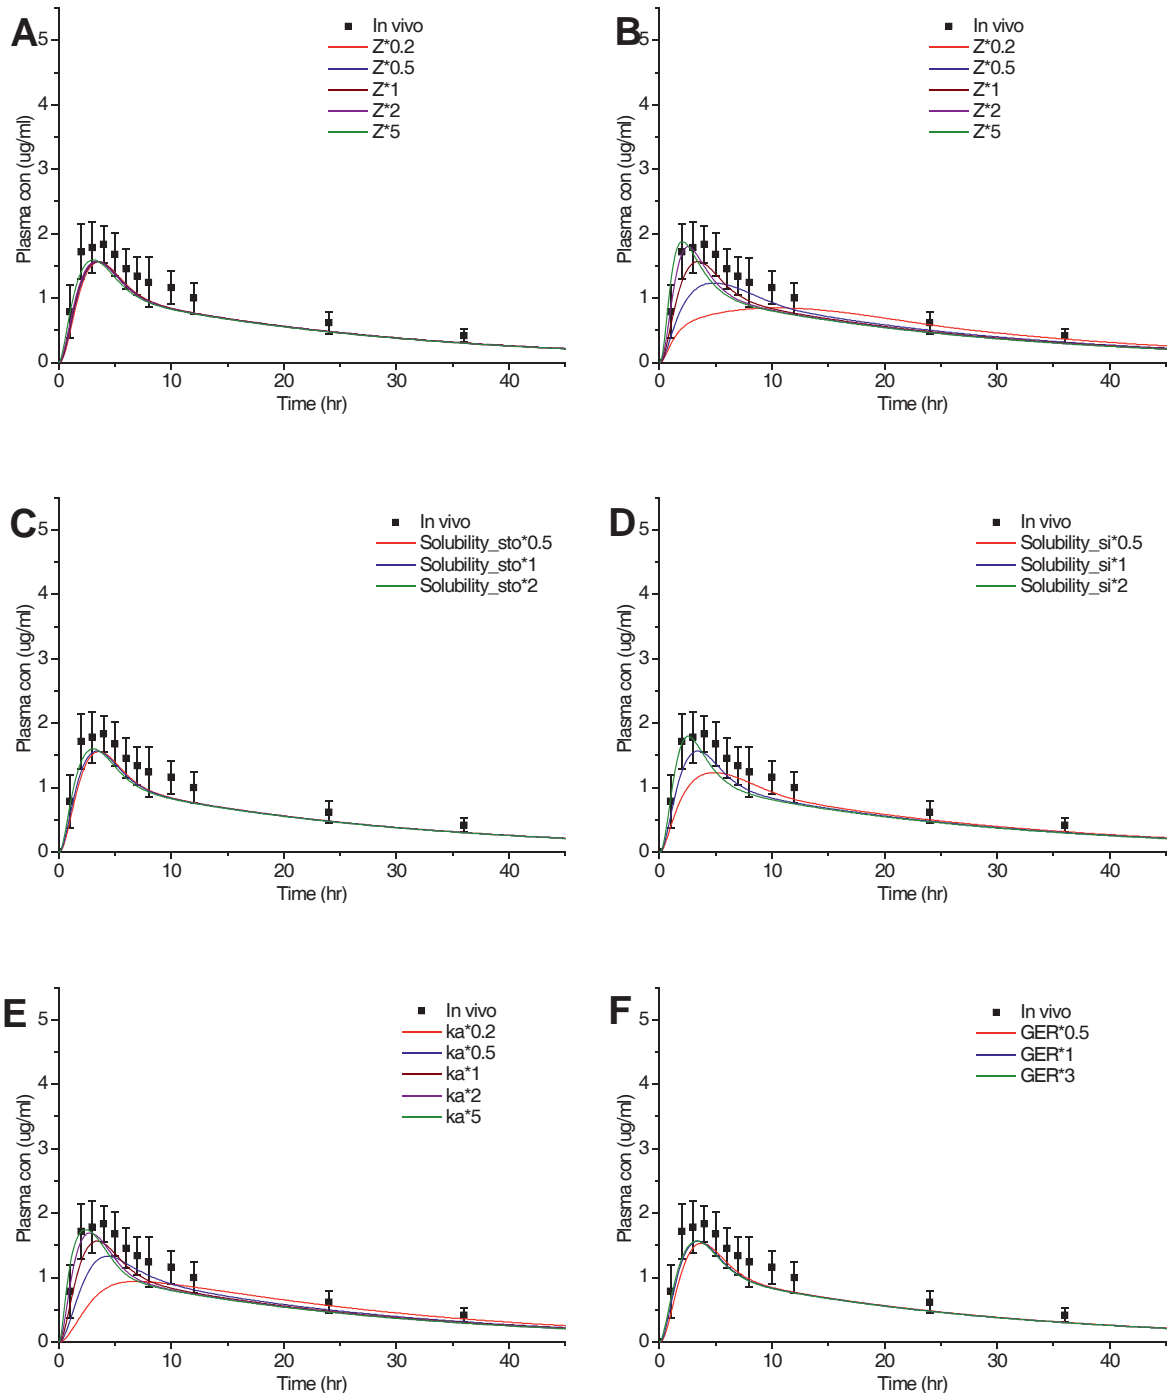 A
In vivo
Z*0.2
Z*0.5
Z*1
Z*2
Z*5
Plasma con (ug/ml)
5
4
3
2
1
0
0 10 20 30 40
Time (hr)
B
In vivo
Z*0.2
Z*0.5
Z*1
Z*2
Z*5
Plasma con (ug/ml)
5
4
3
2
1
0
0 10 20 30 40
Time (hr)
C
In vivo
Solubility_sto*0.5
Solubility_sto*1
Solubility_sto*2
Plasma con (ug/ml)
5
4
3
2
1
0
0 10 20 30 40
Time (hr)
D
In vivo
Solubility_si*0.5
Solubility_si*1
Solubility_si*2
Plasma con (ug/ml)
5
4
3
2
1
0
0 10 20 30 40
Time (hr)
E
In vivo
ka*0.2
ka*0.5
ka*1
ka*2
ka*5
Plasma con (ug/ml)
5
4
3
2
1
0
0 10 20 30 40
Time (hr)
F
In vivo
GER*0.5
GER*1
GER*3
Plasma con (ug/ml)
5
4
3
2
1
0
0 10 20 30 40
Time (hr)